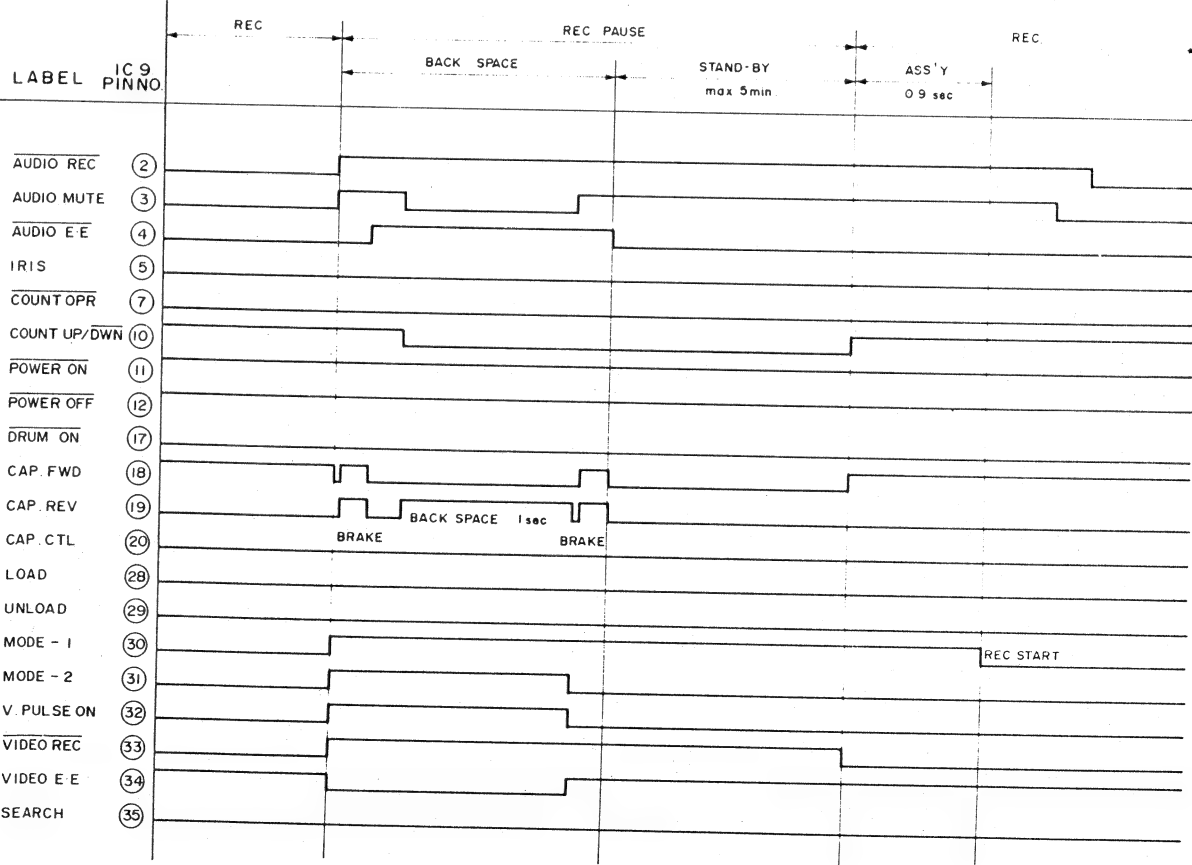 REC
REC PAUSE
REC
BACK SPACE
STAND-BY
max 5min.
ASS'Y
0 9 sec
LABEL IC 9 PIN NO.
AUDIO REC 2
AUDIO MUTE 3
AUDIO E·E 4
IRIS 5
COUNT OPR 7
COUNT UP/DWN 10
POWER ON 11
POWER OFF 12
DRUM ON 17
CAP. FWD 18
CAP. REV 19
BACK SPACE 1 sec
BRAKE
BRAKE
CAP. CTL 20
LOAD 28
UNLOAD 29
MODE - 1 30
REC START
MODE - 2 31
V. PULSE ON 32
VIDEO REC 33
VIDEO E·E 34
SEARCH 35